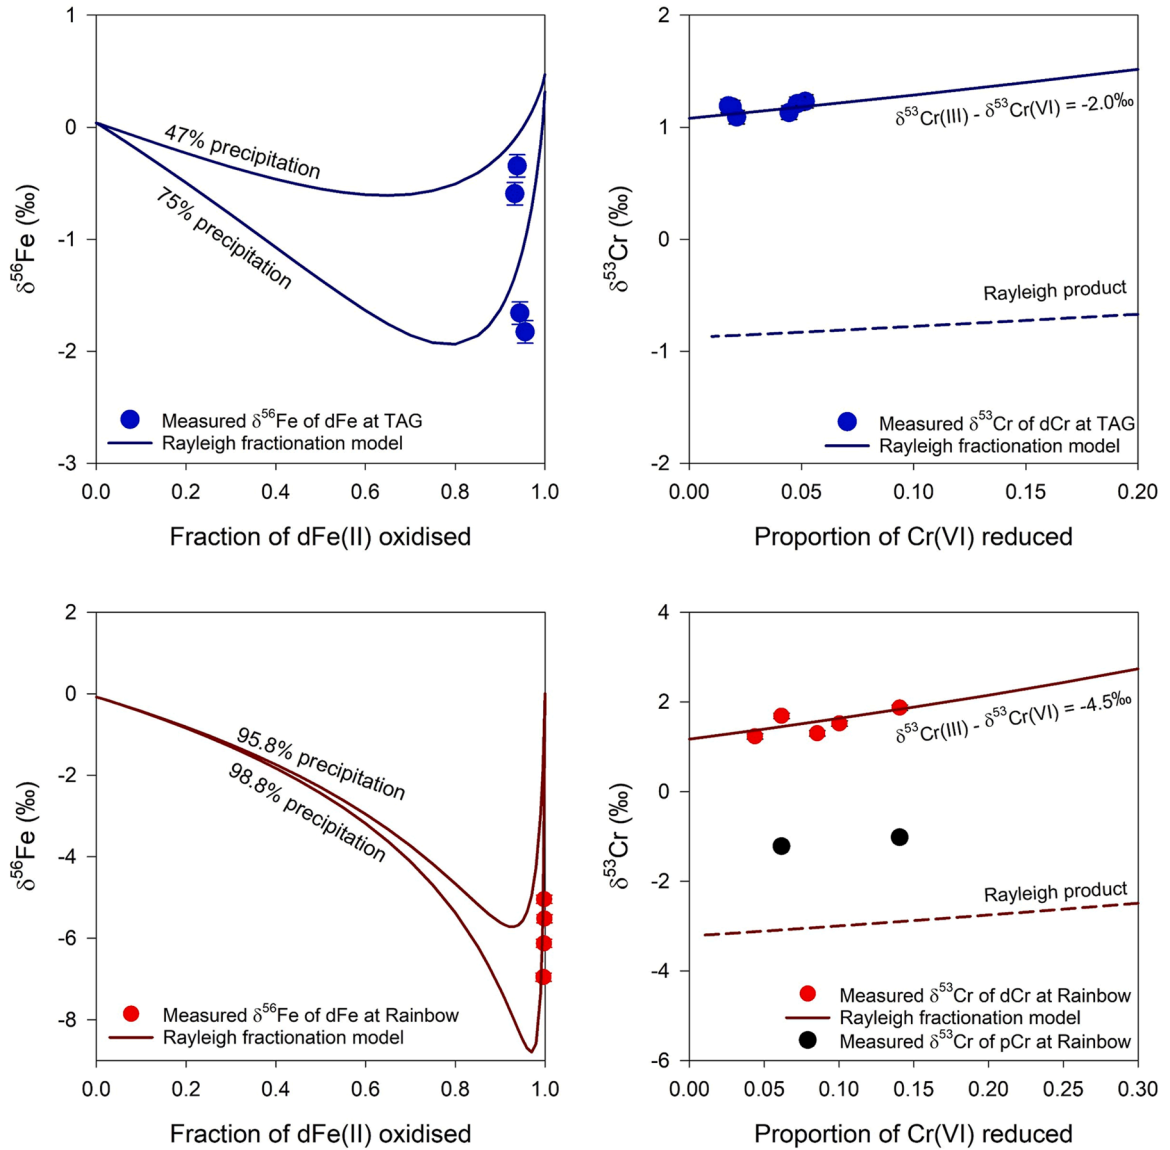 1
0
-1
-2
-3
δ⁵⁶Fe (‰)
47% precipitation
75% precipitation
Measured δ⁵⁶Fe of dFe at TAG
Rayleigh fractionation model
0.0 0.2 0.4 0.6 0.8 1.0
Fraction of dFe(II) oxidised
2
1
0
-1
-2
δ⁵³Cr (‰)
δ⁵³Cr(III) - δ⁵³Cr(VI) = -2.0‰
Rayleigh product
Measured δ⁵³Cr of dCr at TAG
Rayleigh fractionation model
0.00 0.05 0.10 0.15 0.20
Proportion of Cr(VI) reduced
2
0
-2
-4
-6
-8
δ⁵⁶Fe (‰)
95.8% precipitation
98.8% precipitation
Measured δ⁵⁶Fe of dFe at Rainbow
Rayleigh fractionation model
0.0 0.2 0.4 0.6 0.8 1.0
Fraction of dFe(II) oxidised
4
2
0
-2
-4
-6
δ⁵³Cr (‰)
δ⁵³Cr(III) - δ⁵³Cr(VI) = -4.5‰
Rayleigh product
Measured δ⁵³Cr of dCr at Rainbow
Rayleigh fractionation model
Measured δ⁵³Cr of pCr at Rainbow
0.00 0.05 0.10 0.15 0.20 0.25 0.30
Proportion of Cr(VI) reduced